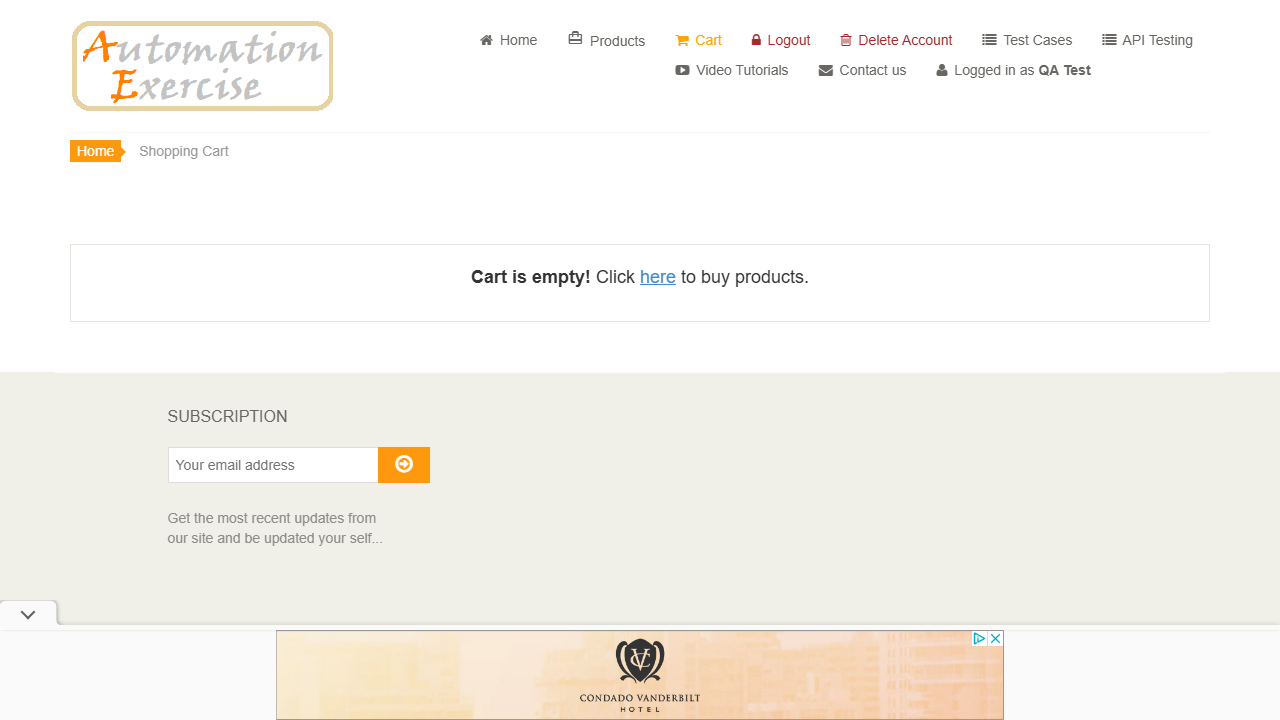 Automation
Exercise
Home Products Cart Logout Delete Account Test Cases API Testing
Video Tutorials Contact us Logged in as QA Test
Home Shopping Cart
Cart is empty! Click here to buy products.
SUBSCRIPTION
Your email address
Get the most recent updates from
our site and be updated your self...
CONDADO VANDERBILT
HOTEL